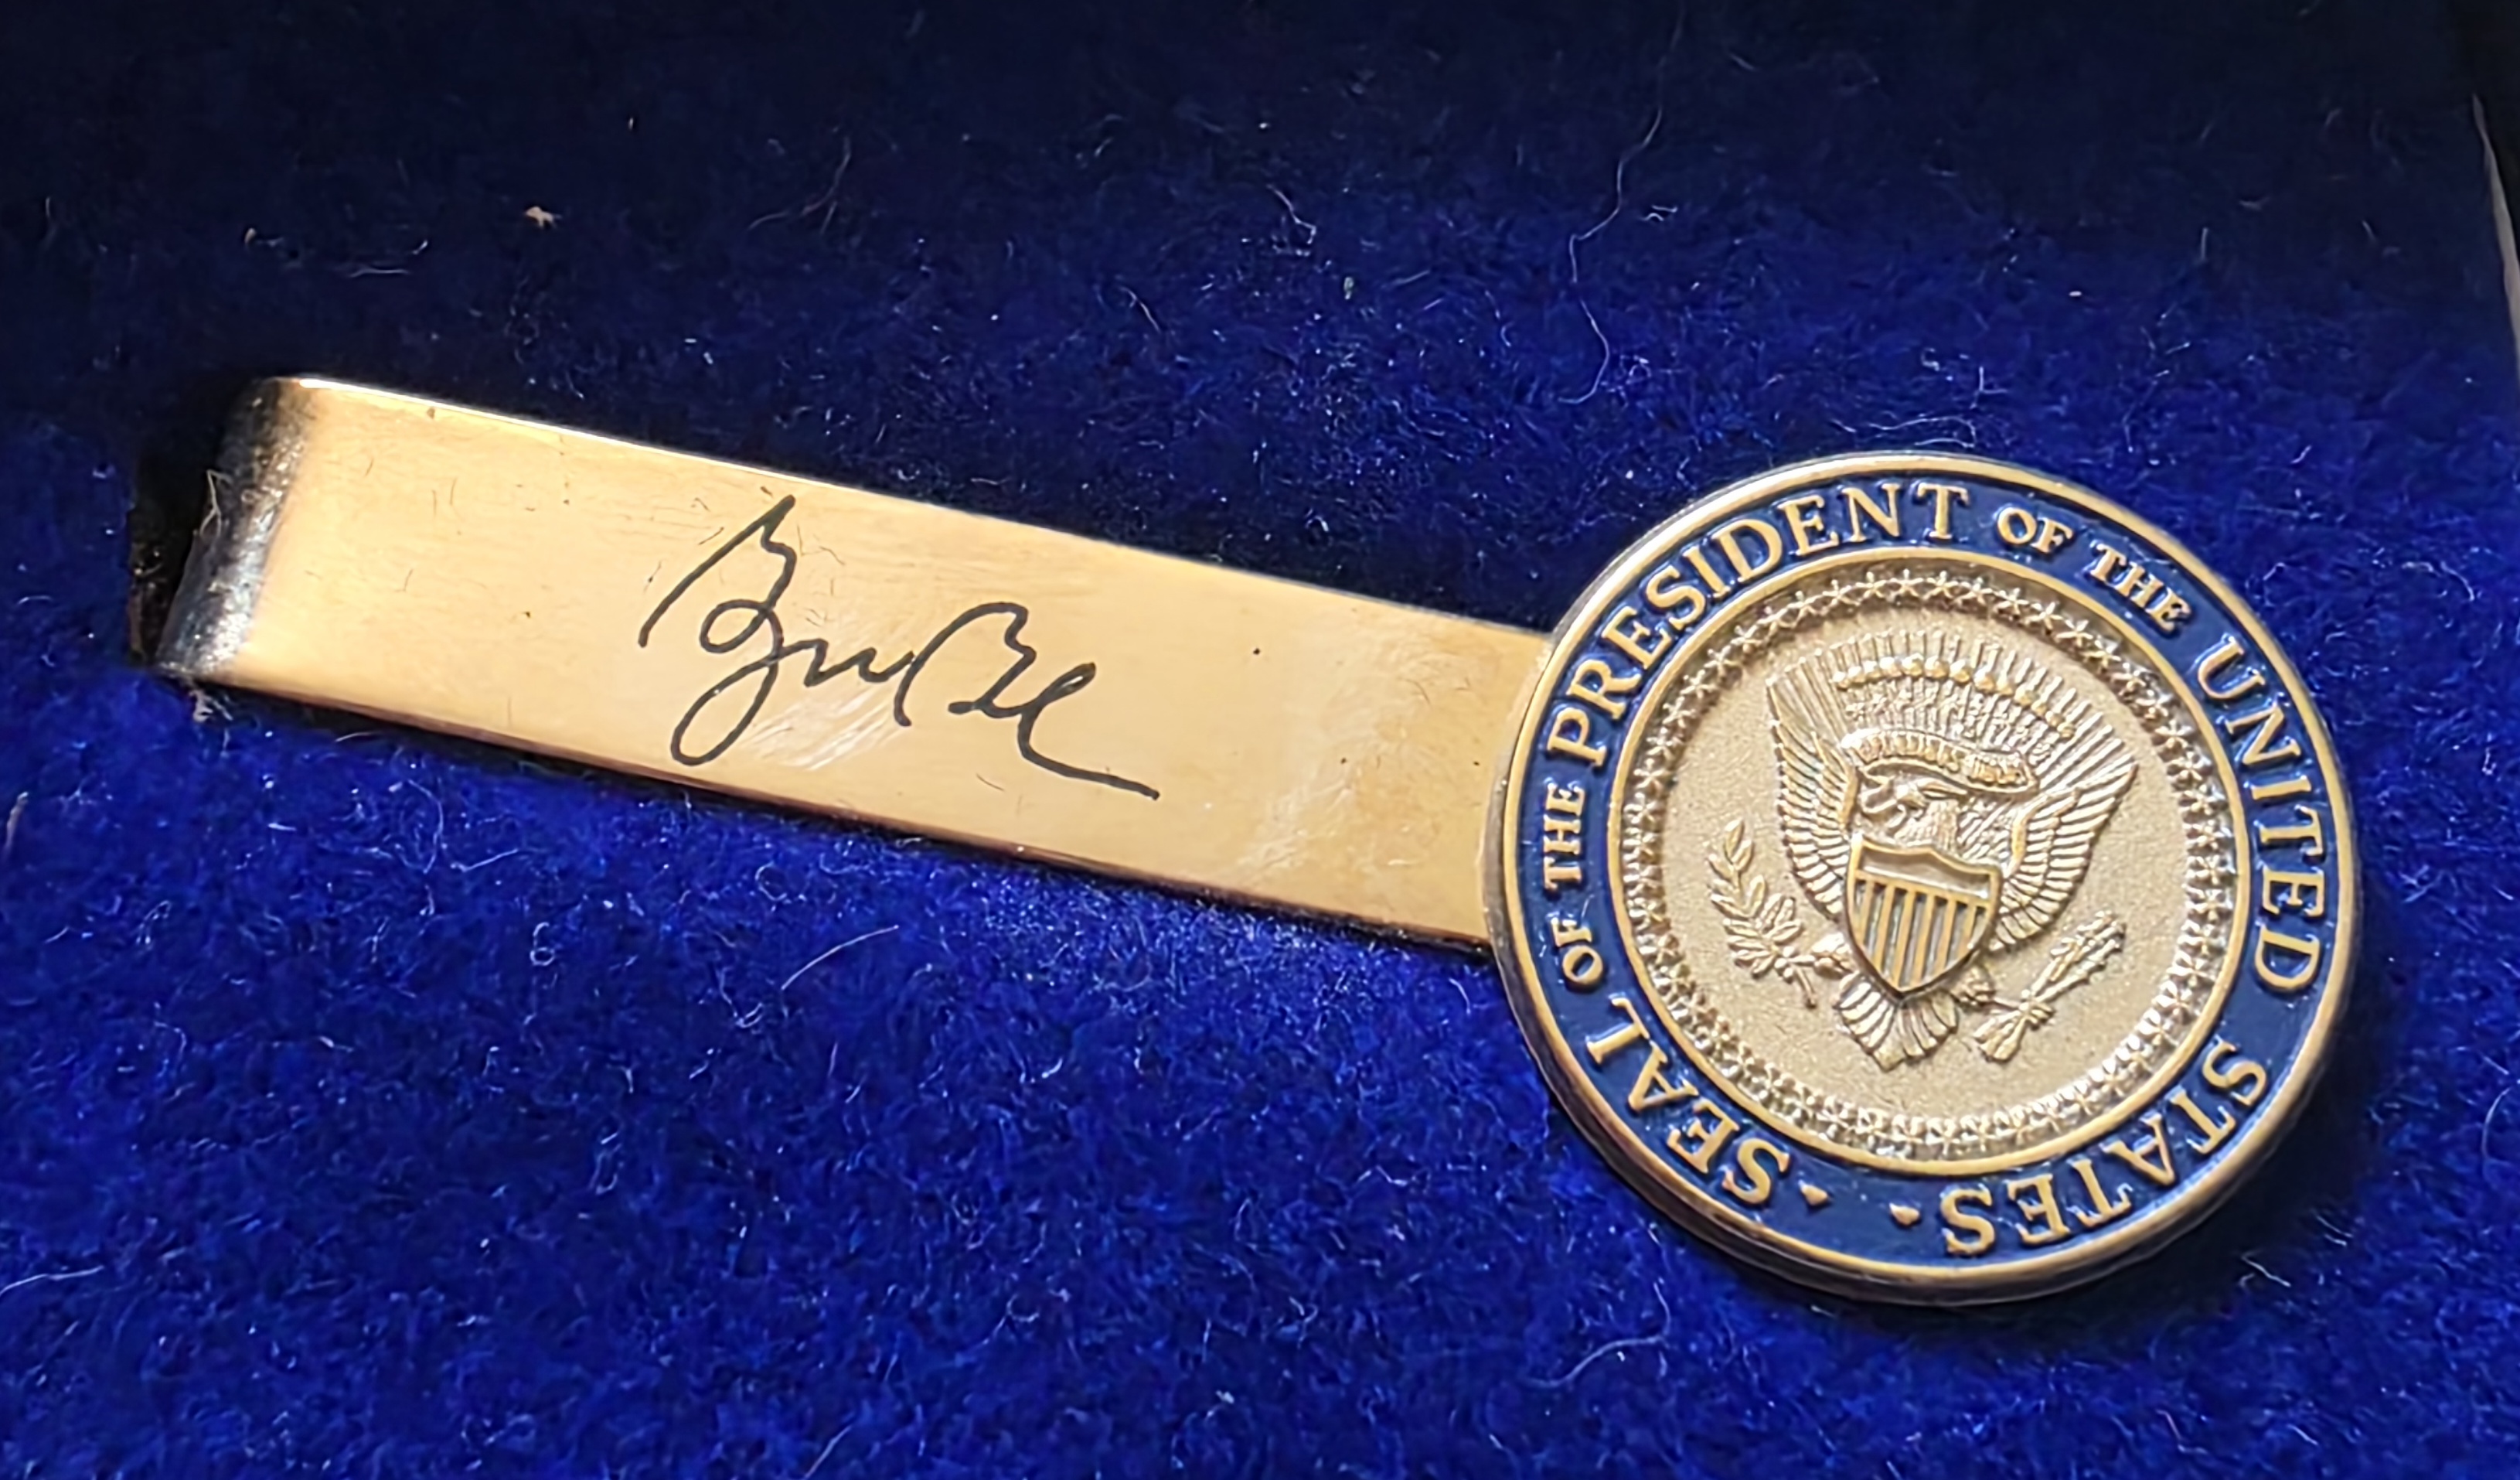 SEAL OF THE PRESIDENT OF THE UNITED STATES